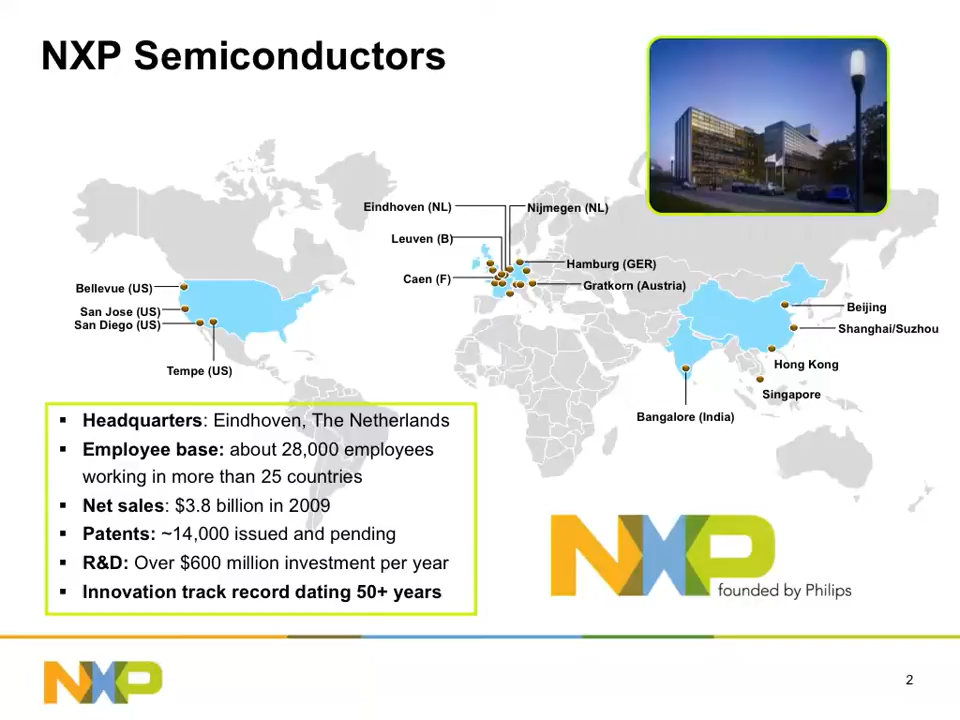 NXP Semiconductors
Eindhoven (NL)
Nijmegen (NL)
Leuven (B)
Hamburg (GER)
Caen (F)
Gratkorn (Austria)
Bellevue (US)
San Jose (US)
San Diego (US)
Tempe (US)
Beijing
Shanghai/Suzhou
Hong Kong
Singapore
Bangalore (India)
▪ Headquarters: Eindhoven, The Netherlands
▪ Employee base: about 28,000 employees
working in more than 25 countries
▪ Net sales: $3.8 billion in 2009
▪ Patents: ~14,000 issued and pending
▪ R&D: Over $600 million investment per year
▪ Innovation track record dating 50+ years
NXP
founded by Philips
NXP
2